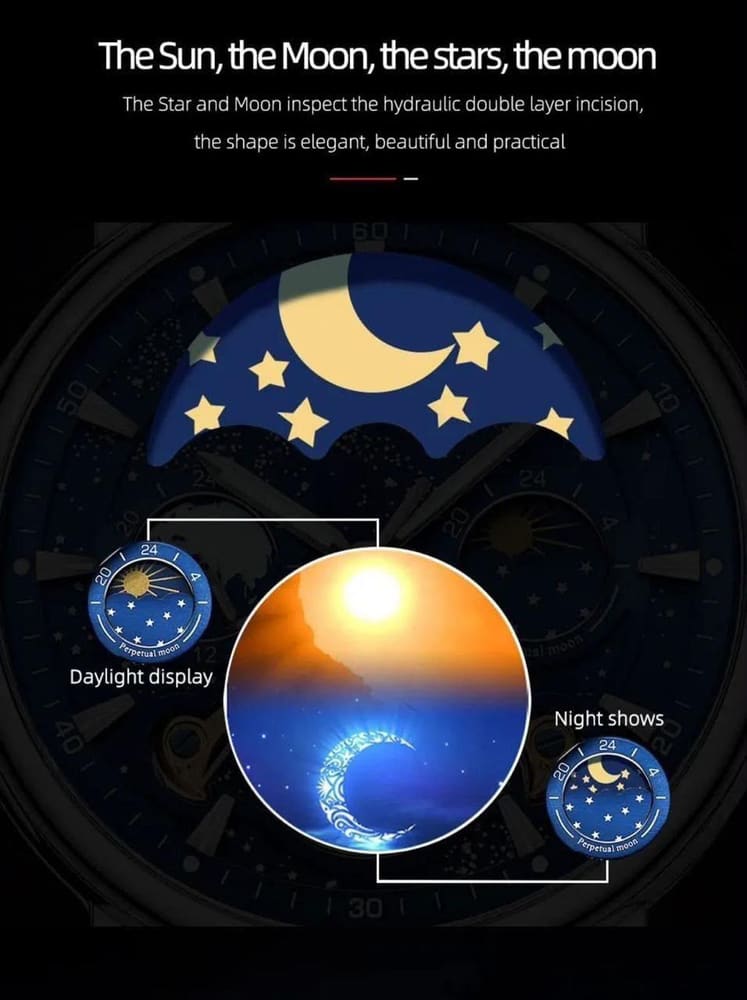 The Sun, the Moon, the stars, the moon
The Star and Moon inspect the hydraulic double layer incision,
the shape is elegant, beautiful and practical
60
50
10
24
20
24
4
20
24
4
Perpetual moon
12
Daylight display
moon
Night shows
40
20
20
24
4
Perpetual moon
30